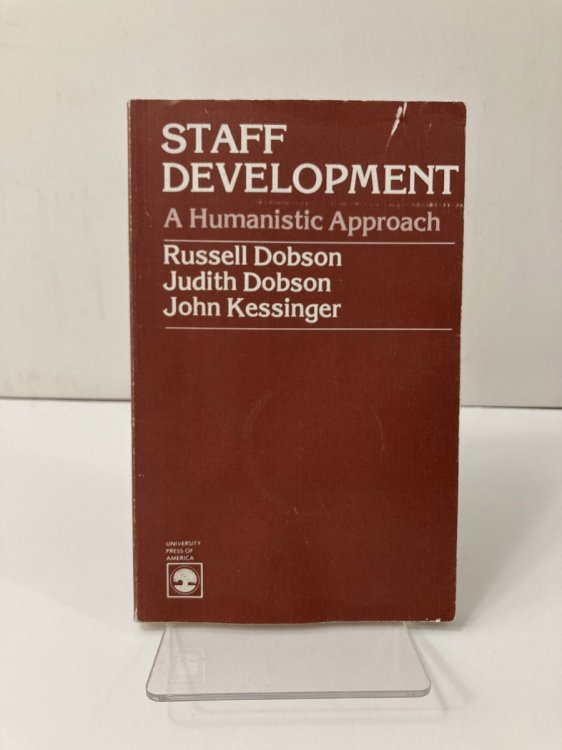 STAFF
DEVELOPMENT
A Humanistic Approach
Russell Dobson
Judith Dobson
John Kessinger
UNIVERSITY
PRESS OF
AMERICA